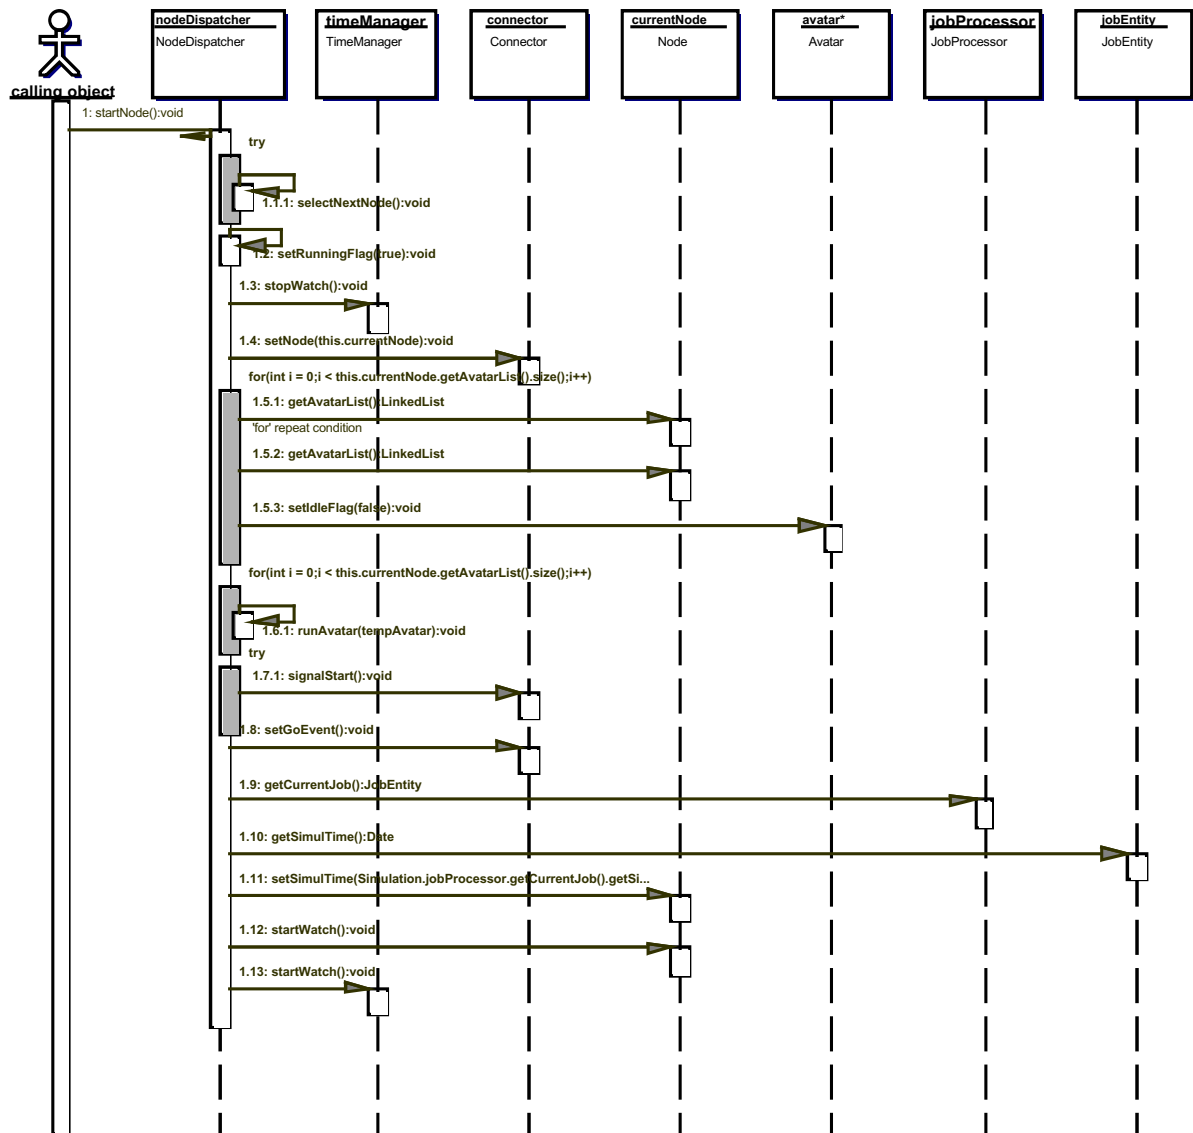 nodeDispatcher
NodeDispatcher
timeManager
TimeManager
connector
Connector
currentNode
Node
avatar*
Avatar
jobProcessor
JobProcessor
jobEntity
JobEntity
calling object
1: startNode():void
try
1.1.1: selectNextNode():void
1.2: setRunningFlag(true):void
1.3: stopWatch():void
1.4: setNode(this.currentNode):void
for(int i = 0;i < this.currentNode.getAvatarList().size();i++)
1.5.1: getAvatarList():LinkedList
'for' repeat condition
1.5.2: getAvatarList():LinkedList
1.5.3: setIdleFlag(false):void
for(int i = 0;i < this.currentNode.getAvatarList().size();i++)
1.6.1: runAvatar(tempAvatar):void
try
1.7.1: signalStart():void
1.8: setGoEvent():void
1.9: getCurrentJob():JobEntity
1.10: getSimulTime():Date
1.11: setSimulTime(Simulation.jobProcessor.getCurrentJob().getSi...
1.12: startWatch():void
1.13: startWatch():void